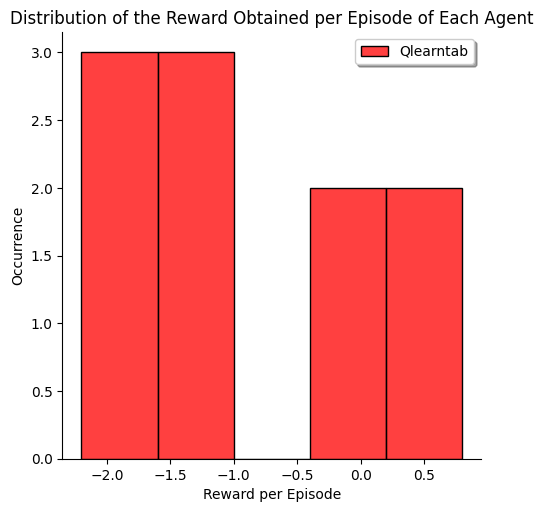 Distribution of the Reward Obtained per Episode of Each Agent
Qlearntab
3.0
2.5
2.0
1.5
1.0
0.5
0.0
Occurrence
−2.0 −1.5 −1.0 −0.5 0.0 0.5
Reward per Episode